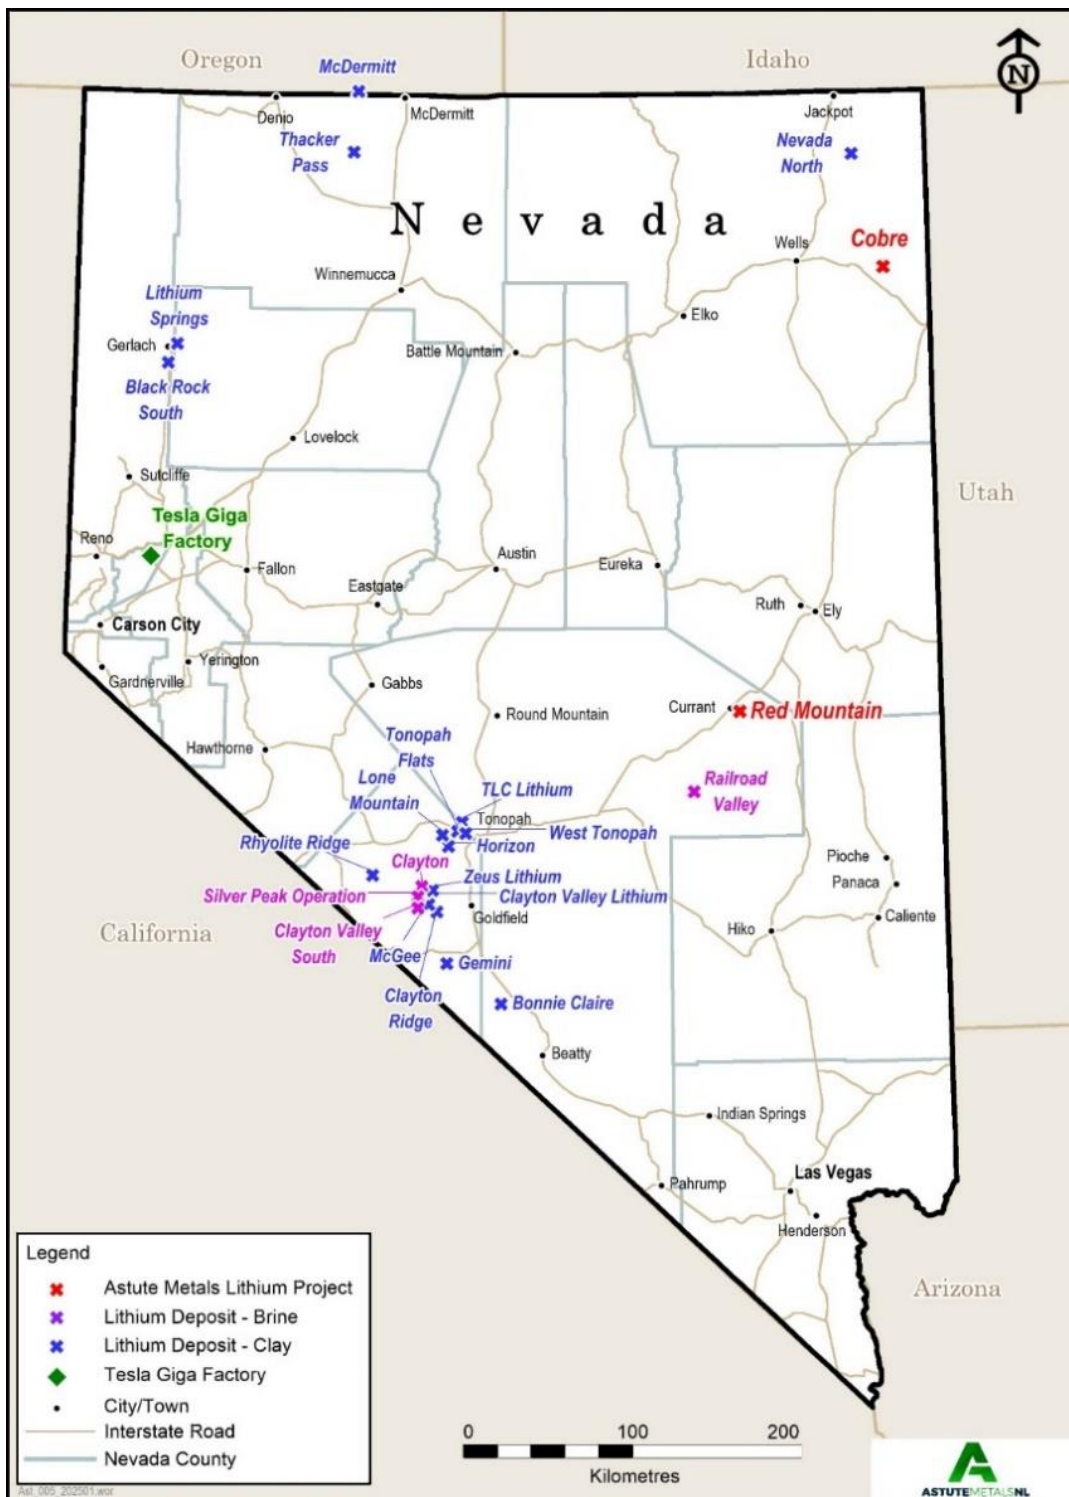 Oregon
Idaho
McDermitt
N
Denio
McDermitt
Jackpot
Thacker
Pass
Nevada
North
Nevada
Cobre
Wells
Winnemucca
Lithium
Springs
Elko
Gerlach
Battle Mountain
Black Rock
South
Lovelock
Sutcliffe
Utah
Tesla Giga
Factory
Reno
Austin
Eureka
Fallon
Eastgate
Ruth
Ely
Carson City
Yerington
Gardnerville
Gabbs
Currant
Red Mountain
Round Mountain
Tonopah
Flats
Hawthorne
Lone
Mountain
TLC Lithium
Railroad
Valley
Tonopah
West Tonopah
Rhyolite Ridge
Horizon
Clayton
Pioche
Zeus Lithium
Panaca
Silver Peak Operation
Clayton Valley Lithium
Goldfield
Caliente
California
Clayton Valley
South
Hiko
McGee
Gemini
Clayton
Ridge
Bonnie Claire
Beatty
Indian Springs
Las Vegas
Pahrump
Henderson
Arizona
Legend
Astute Metals Lithium Project
Lithium Deposit - Brine
Lithium Deposit - Clay
Tesla Giga Factory
City/Town
Interstate Road
Nevada County
0 100 200
Kilometres
ASTUTEMETALSNL
Ast_005_202501.wor